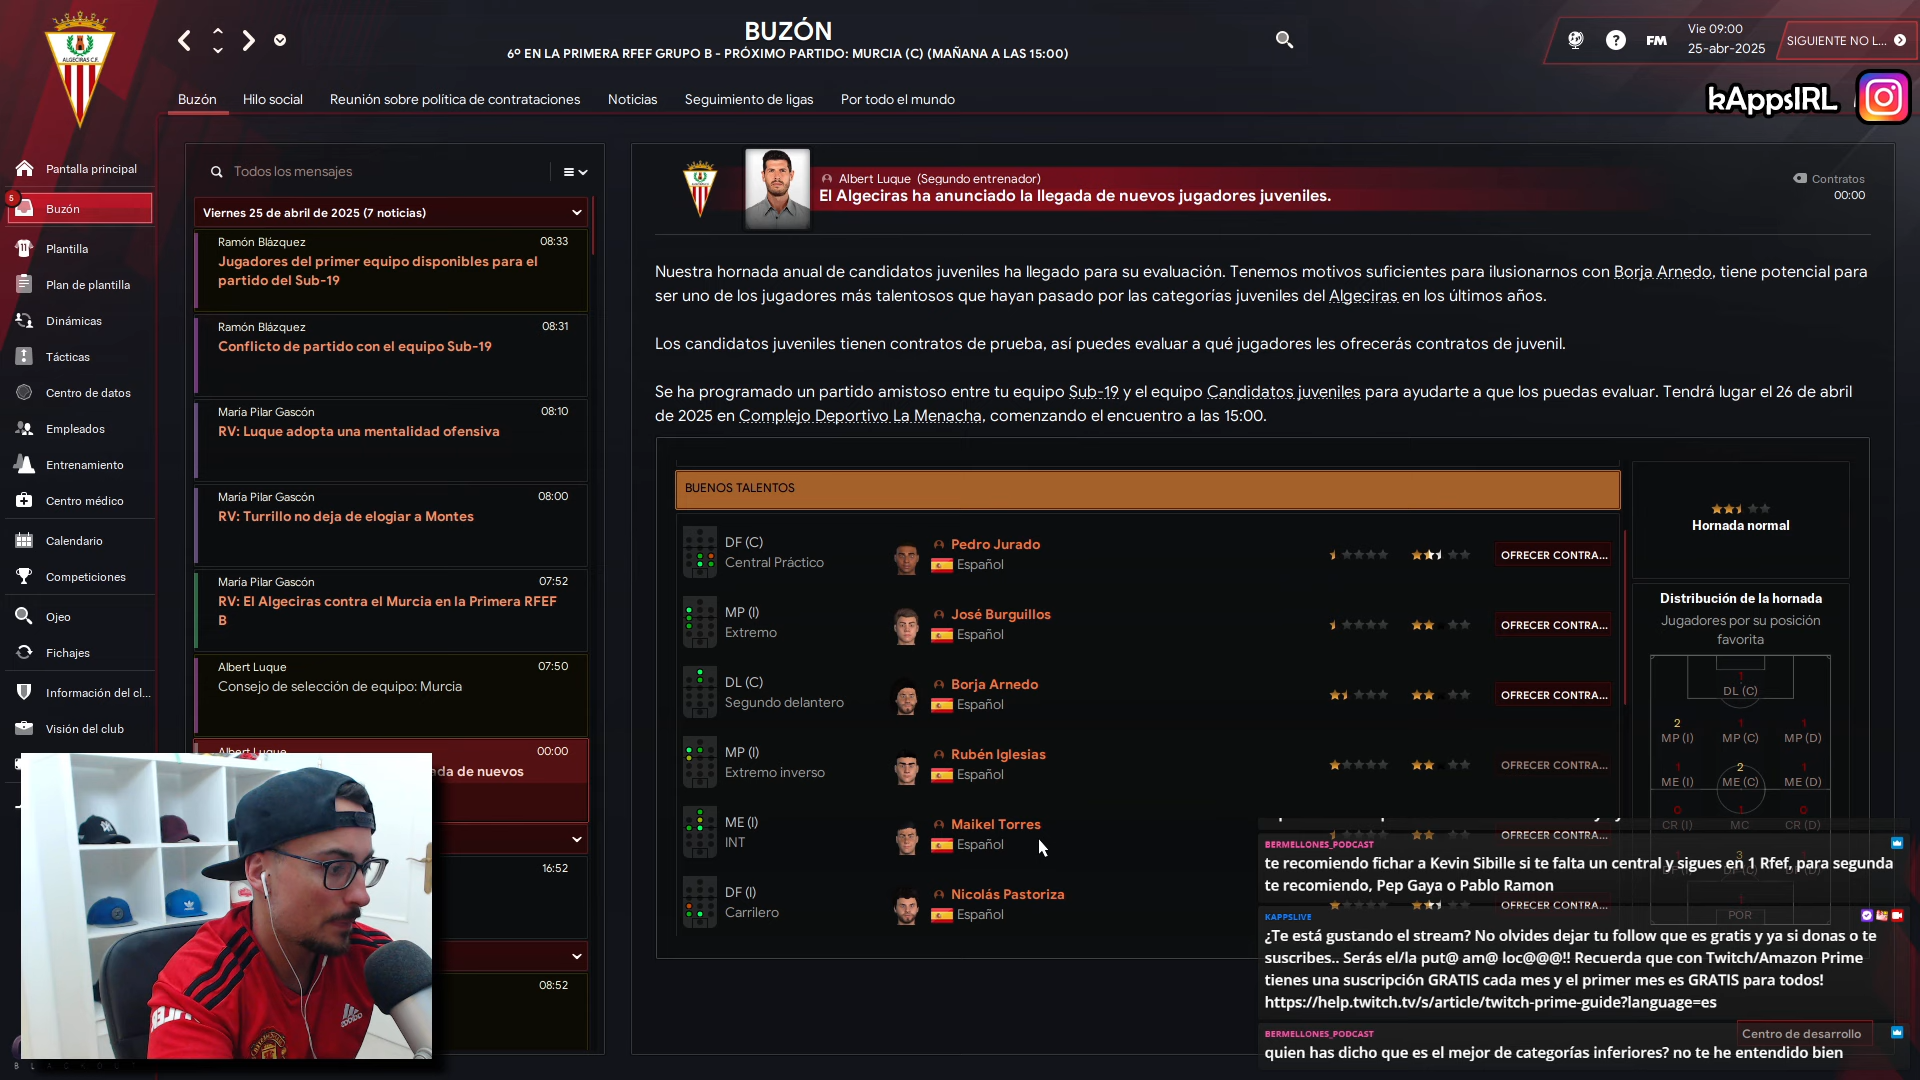 BUZÓN
6º EN LA PRIMERA RFEF GRUPO B - PRÓXIMO PARTIDO: MURCIA (C) (MAÑANA A LAS 15:00)
FM
Vie 09:00
25-abr-2025
SIGUIENTE NO L...
ALGECIRAS C.F.
Buzón
Hilo social
Reunión sobre política de contrataciones
Noticias
Seguimiento de ligas
Por todo el mundo
kAppsIRL
Pantalla principal
5
Buzón
Plantilla
Plan de plantilla
Dinámicas
Tácticas
Centro de datos
Empleados
Entrenamiento
Centro médico
Calendario
Competiciones
Ojeo
Fichajes
Información del cl...
Visión del club
Todos los mensajes
Viernes 25 de abril de 2025 (7 noticias)
Ramón Blázquez 08:33
Jugadores del primer equipo disponibles para el
partido del Sub-19
Ramón Blázquez 08:31
Conflicto de partido con el equipo Sub-19
María Pilar Gascón 08:10
RV: Luque adopta una mentalidad ofensiva
María Pilar Gascón 08:00
RV: Turrillo no deja de elogiar a Montes
María Pilar Gascón 07:52
RV: El Algeciras contra el Murcia en la Primera RFEF
B
Albert Luque 07:50
Consejo de selección de equipo: Murcia
Albert Luque 00:00
ada de nuevos
16:52
08:52
Albert Luque (Segundo entrenador)
El Algeciras ha anunciado la llegada de nuevos jugadores juveniles.
Contratos
00:00
Nuestra hornada anual de candidatos juveniles ha llegado para su evaluación. Tenemos motivos suficientes para ilusionarnos con Borja Arnedo, tiene potencial para
ser uno de los jugadores más talentosos que hayan pasado por las categorías juveniles del Algeciras en los últimos años.
Los candidatos juveniles tienen contratos de prueba, así puedes evaluar a qué jugadores les ofrecerás contratos de juvenil.
Se ha programado un partido amistoso entre tu equipo Sub-19 y el equipo Candidatos juveniles para ayudarte a que los puedas evaluar. Tendrá lugar el 26 de abril
de 2025 en Complejo Deportivo La Menacha, comenzando el encuentro a las 15:00.
BUENOS TALENTOS
DF (C)
Central Práctico
Pedro Jurado
Español
OFRECER CONTRA...
MP (I)
Extremo
José Burguillos
Español
OFRECER CONTRA...
DL (C)
Segundo delantero
Borja Arnedo
Español
OFRECER CONTRA...
MP (I)
Extremo inverso
Rubén Iglesias
Español
OFRECER CONTRA...
ME (I)
INT
Maikel Torres
Español
OFRECER CONTRA...
DF (I)
Carrilero
Nicolás Pastoriza
Español
OFRECER CONTRA...
Hornada normal
Distribución de la hornada
Jugadores por su posición
favorita
1
DL (C)
2 1 1
MP (I) MP (C) MP (D)
1 2 1
ME (I) ME (C) ME (D)
0 1 0
CR (I) MC CR (D)
3
POR
BERMELLONES_PODCAST
te recomiendo fichar a Kevin Sibille si te falta un central y sigues en 1 Rfef, para segunda
te recomiendo, Pep Gaya o Pablo Ramon
KAPPSLIVE
¿Te está gustando el stream? No olvides dejar tu follow que es gratis y ya si donas o te
suscribes.. Serás el/la put@ am@ loc@@@!! Recuerda que con Twitch/Amazon Prime
tienes una suscripción GRATIS cada mes y el primer mes es GRATIS para todos!
https://help.twitch.tv/s/article/twitch-prime-guide?language=es
BERMELLONES_PODCAST
Centro de desarrollo
quien has dicho que es el mejor de categorías inferiores? no te he entendido bien